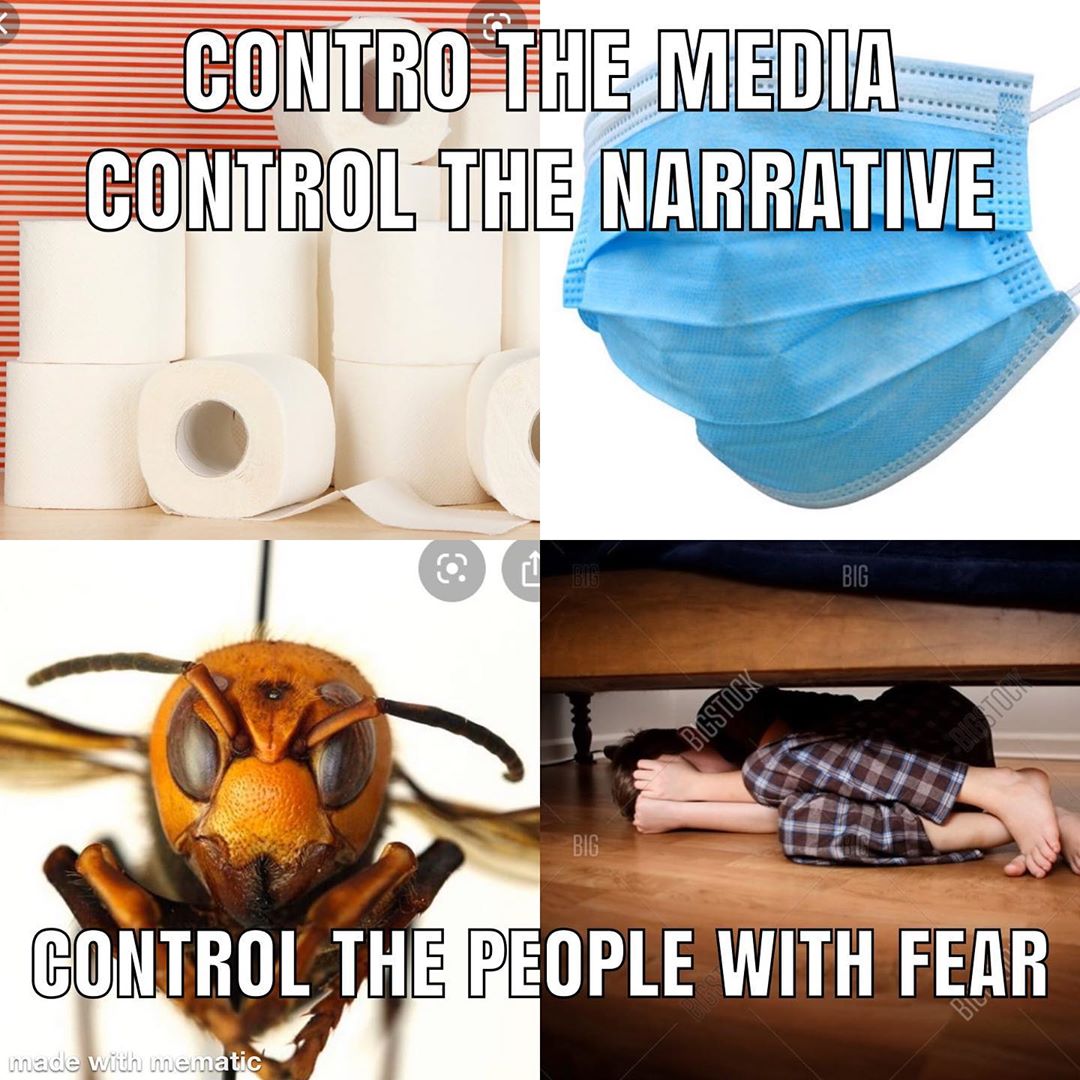 CONTRO THE MEDIA
CONTROL THE NARRATIVE
BIG
BIG
BIGSTOCK
BIGSTOCK
BIG
BIG
CONTROL THE PEOPLE WITH FEAR
made with mematic